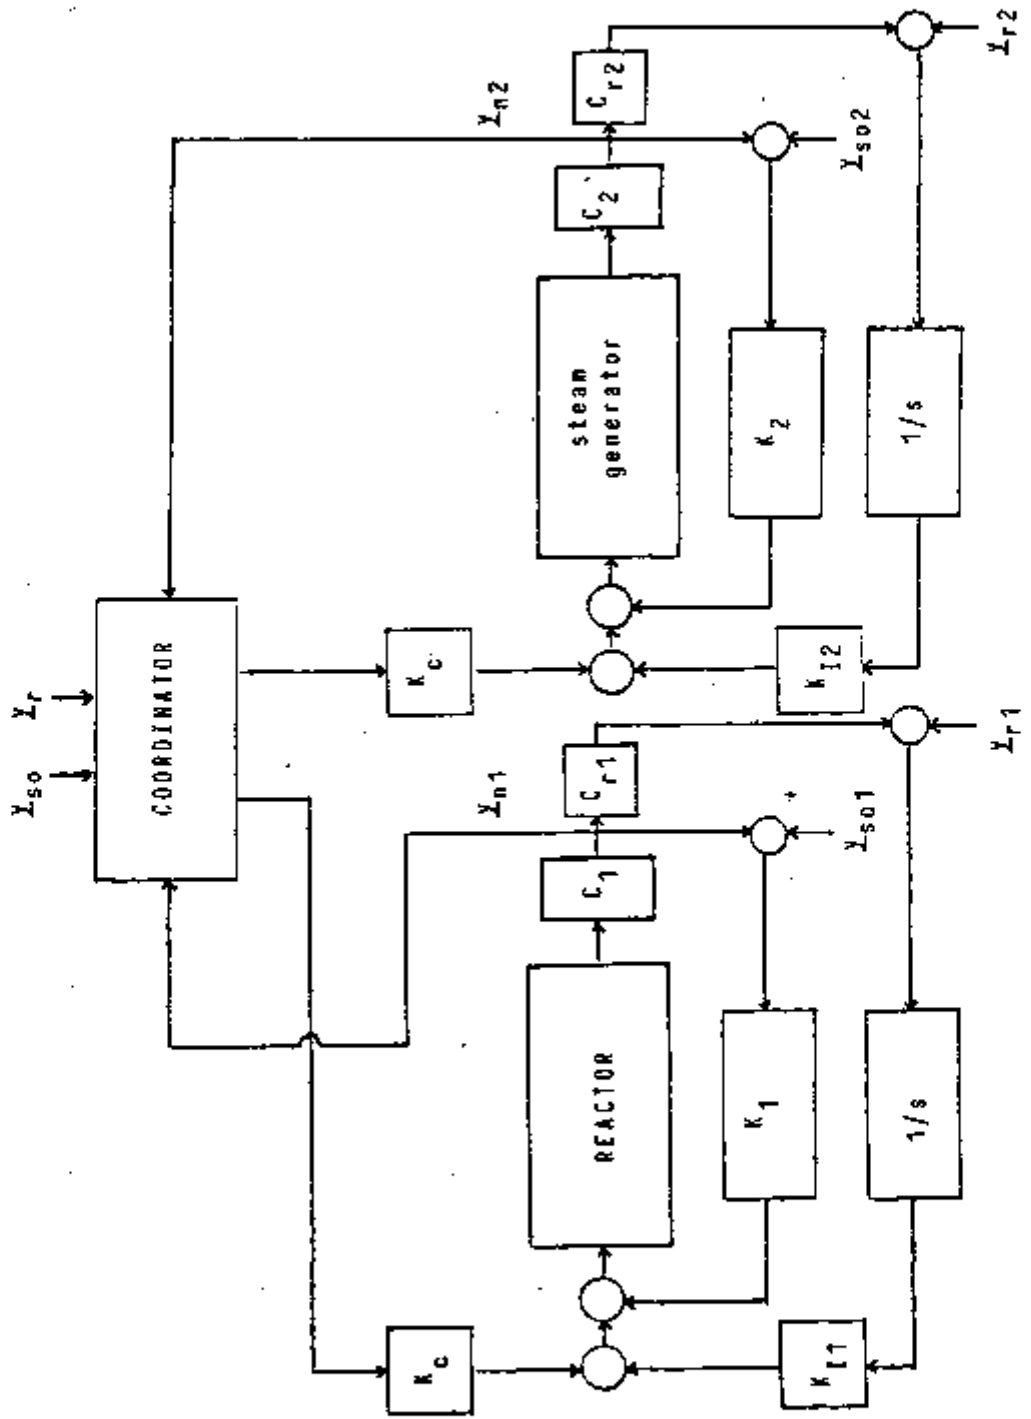 Y_so
Y_r
COORDINATOR
K_c
K_c
Y_n1
Y_n2
REACTOR
C_1
C_r1
steam
generator
C_2
C_r2
K_1
Y_so1
+
K_2
Y_so2
K_I1
1/s
Y_r1
K_I2
1/s
Y_r2